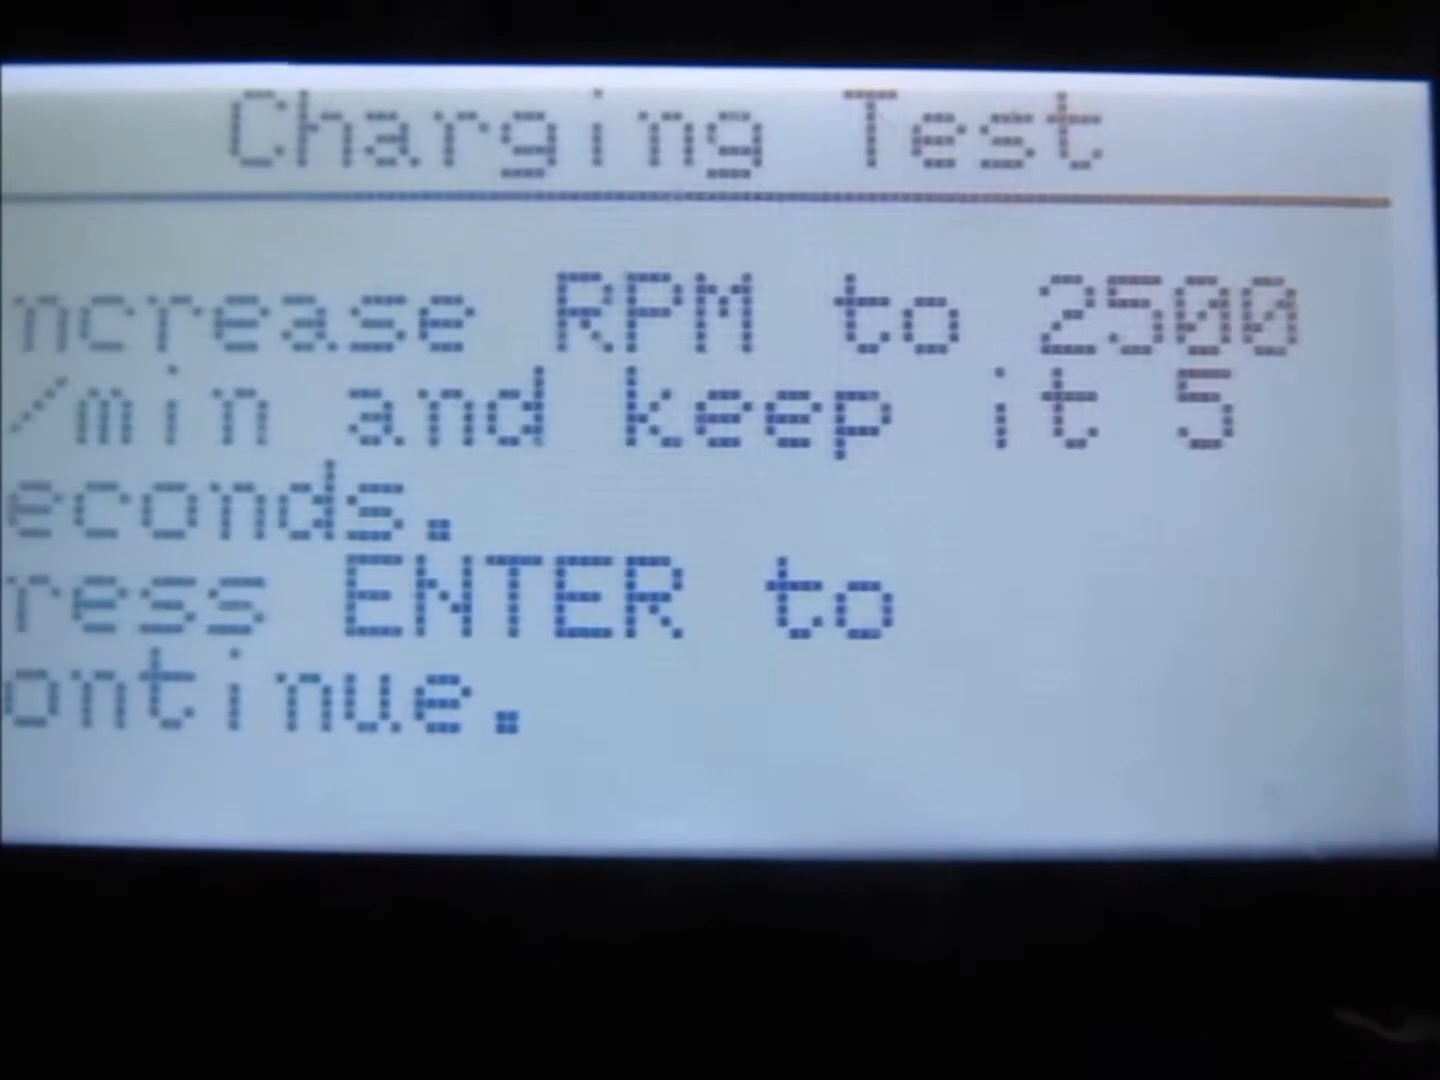 Charging Test
ncrease RPM to 2500
/min and keep it 5
econds.
ress ENTER to
ontinue.